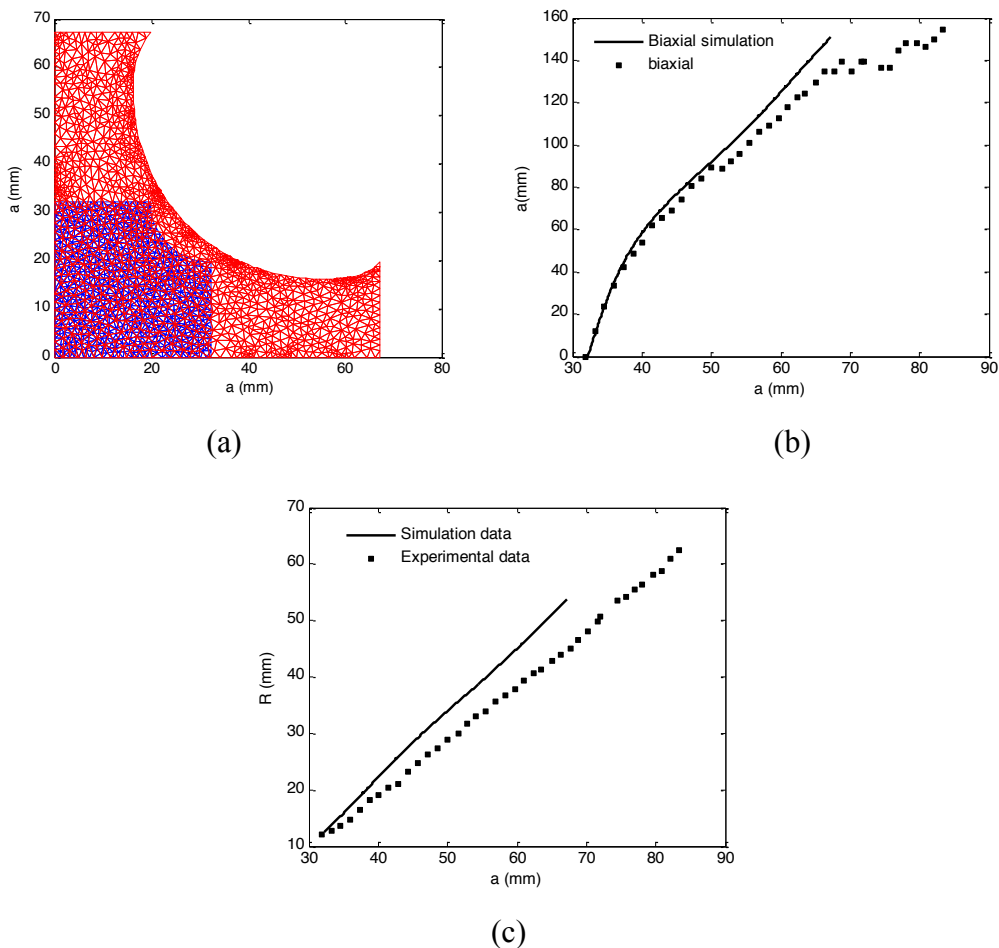 70
60
50
40
30
20
10
0
a (mm)
0 20 40 60 80
a (mm)
(a)
160
140
120
100
80
60
40
20
0
a(mm)
Biaxial simulation
biaxial
30 40 50 60 70 80 90
a (mm)
(b)
70
60
50
40
30
20
10
R (mm)
Simulation data
Experimental data
30 40 50 60 70 80 90
a (mm)
(c)